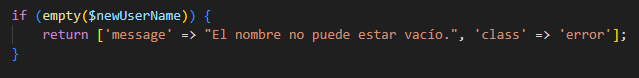 if (empty($newUserName)) {
    return ['message' => "El nombre no puede estar vacío.", 'class' => 'error'];
}